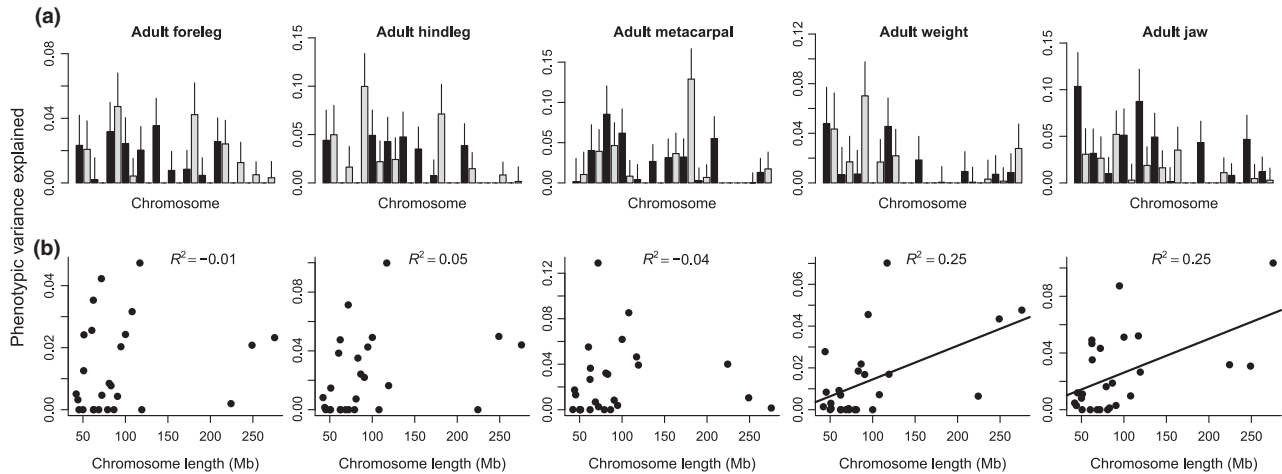 (a)
Adult foreleg
Adult hindleg
Adult metacarpal
Adult weight
Adult jaw
Phenotypic variance explained
0.00 0.04 0.08
0.00 0.05 0.10 0.15
0.00 0.05 0.10 0.15
0.00 0.04 0.08 0.12
0.00 0.05 0.10 0.15
Chromosome
Chromosome
Chromosome
Chromosome
Chromosome
(b)
R² = −0.01
R² = 0.05
R² = −0.04
R² = 0.25
R² = 0.25
0.00 0.02 0.04
0.00 0.04 0.08
0.00 0.04 0.08 0.12
0.00 0.02 0.04 0.06
0.00 0.04 0.08
50 100 150 200 250
50 100 150 200 250
50 100 150 200 250
50 100 150 200 250
50 100 150 200 250
Chromosome length (Mb)
Chromosome length (Mb)
Chromosome length (Mb)
Chromosome length (Mb)
Chromosome length (Mb)